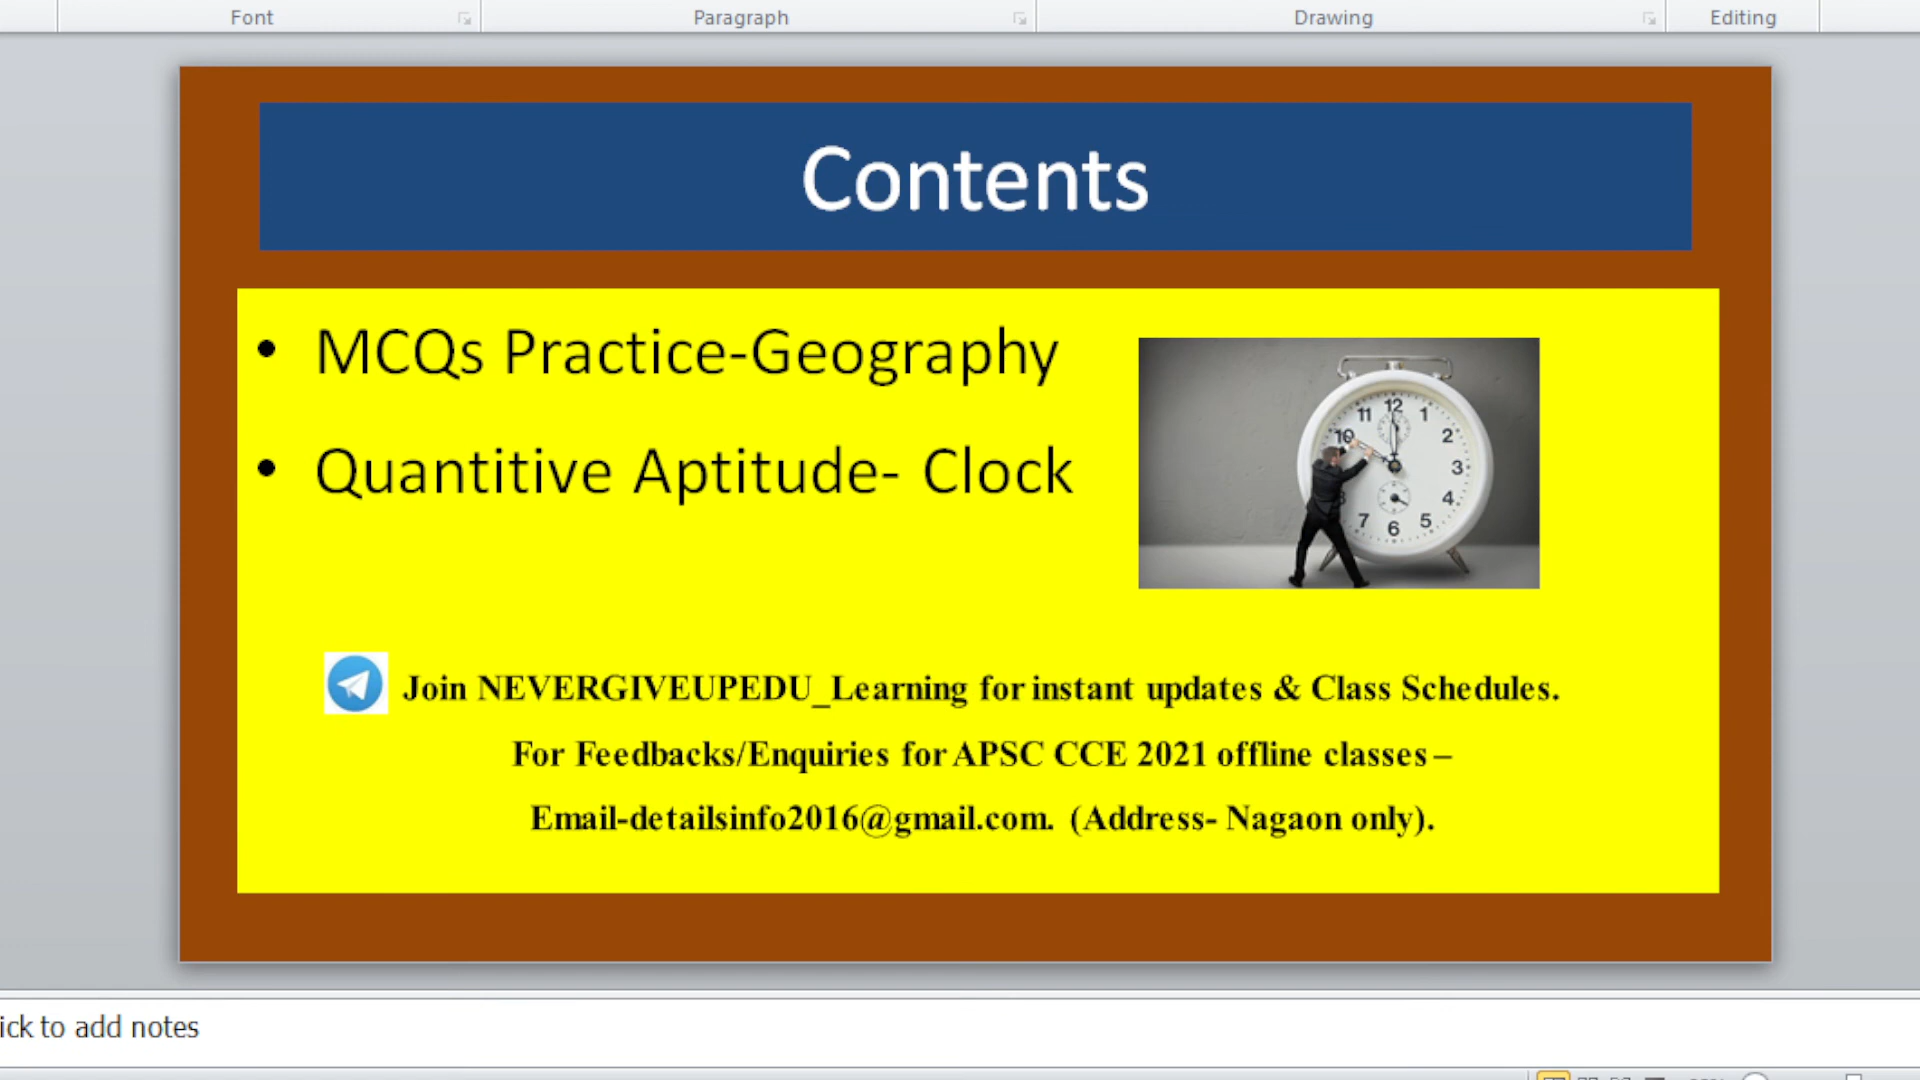 Font Paragraph Drawing Editing
Contents
• MCQs Practice-Geography
• Quantitive Aptitude- Clock
12
11 1
10 2
3
4
7 5
6
Join NEVERGIVEUPEDU_Learning for instant updates & Class Schedules.
For Feedbacks/Enquiries for APSC CCE 2021 offline classes –
Email-detailsinfo2016@gmail.com. (Address- Nagaon only).
ick to add notes